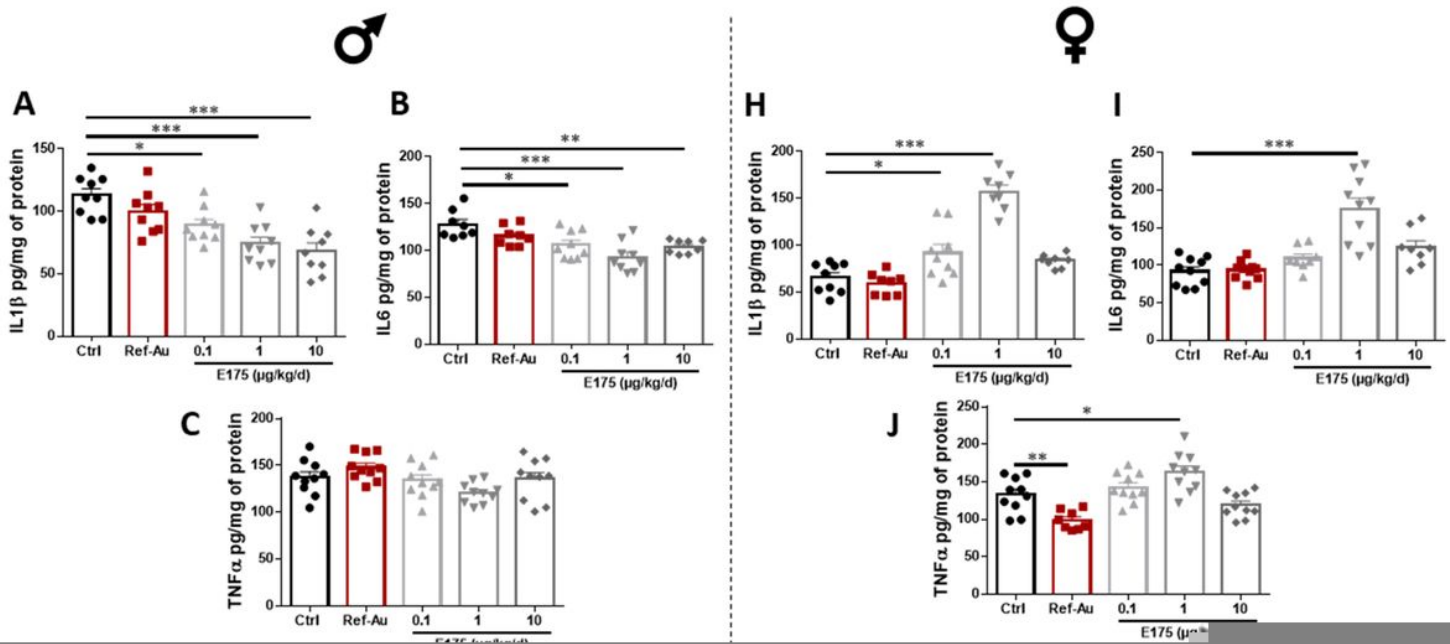 A
***
***
*
IL1β pg/mg of protein
150
100
50
0
Ctrl
Ref-Au
0.1
1
10
E175 (µg/kg/d)
B
**
***
*
IL6 pg/mg of protein
200
150
100
50
0
Ctrl
Ref-Au
0.1
1
10
E175 (µg/kg/d)
C
TNFα pg/mg of protein
200
150
100
50
0
Ctrl
Ref-Au
0.1
1
10
E175 (µg/kg/d)
H
***
*
IL1β pg/mg of protein
200
150
100
50
0
Ctrl
Ref-Au
0.1
1
10
E175 (µg/kg/d)
I
***
IL6 pg/mg of protein
250
200
150
100
50
0
Ctrl
Ref-Au
0.1
1
10
E175 (µg/kg/d)
J
*
**
TNFα pg/mg of protein
250
200
150
100
50
0
Ctrl
Ref-Au
0.1
1
10
E175